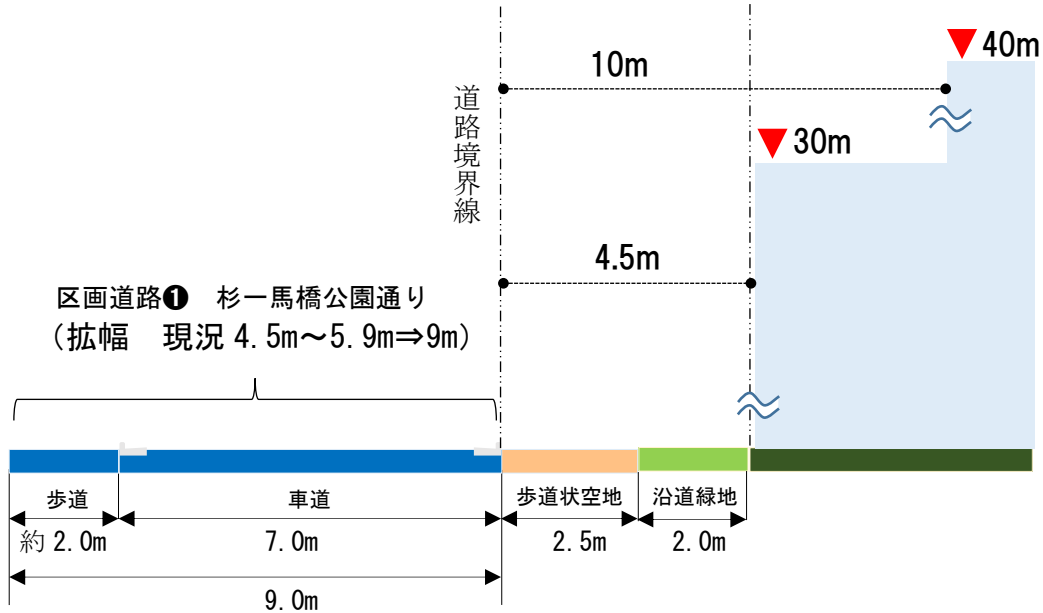 40m
10m
道路境界線
30m
4.5m
区画道路❶　杉一馬橋公園通り
(拡幅　現況 4.5m～5.9m⇒9m)
歩道
車道
歩道状空地
沿道緑地
約 2.0m
7.0m
2.5m
2.0m
9.0m